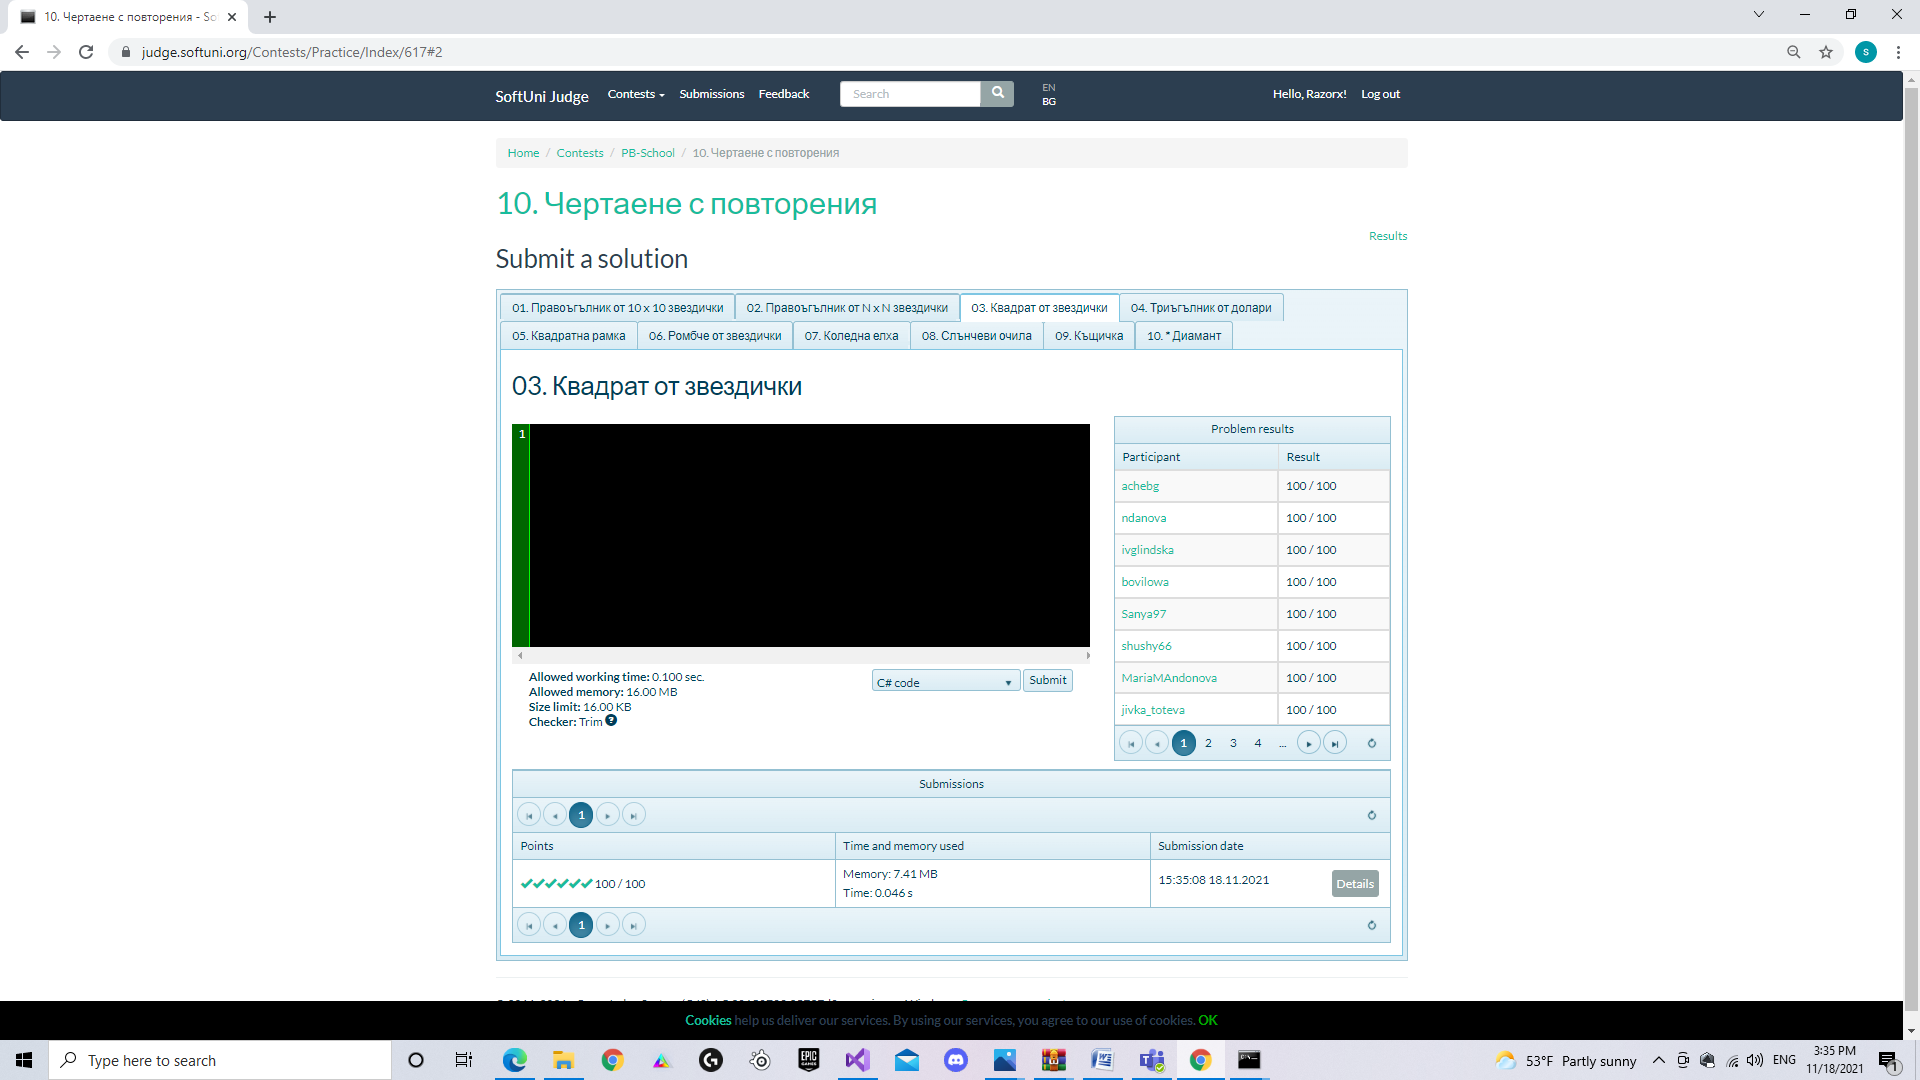 10. Чертаене с повторения - So
judge.softuni.org/Contests/Practice/Index/617#2
s
SoftUni Judge
Contests
Submissions
Feedback
Search
EN
BG
Hello, Razorx!
Log out
Home / Contests / PB-School / 10. Чертаене с повторения
10. Чертаене с повторения
Results
Submit a solution
01. Правоъгълник от 10 x 10 звездички
02. Правоъгълник от N x N звездички
03. Квадрат от звездички
04. Триъгълник от долари
05. Квадратна рамка
06. Ромбче от звездички
07. Коледна елха
08. Слънчеви очила
09. Къщичка
10. * Диамант
03. Квадрат от звездички
1
Allowed working time: 0.100 sec.
Allowed memory: 16.00 MB
Size limit: 16.00 KB
Checker: Trim ?
C# code
Submit
Problem results
Participant Result
achebg 100 / 100
ndanova 100 / 100
ivglindska 100 / 100
bovilowa 100 / 100
Sanya97 100 / 100
shushy66 100 / 100
MariaMAndonova 100 / 100
jivka_toteva 100 / 100
1 2 3 4 ...
Submissions
1
Points Time and memory used Submission date
100 / 100
Memory: 7.41 MB
Time: 0.046 s
15:35:08 18.11.2021
Details
1
Cookies help us deliver our services. By using our services, you agree to our use of cookies. OK
Type here to search
EPIC GAMES
53°F Partly sunny
ENG
3:35 PM
11/18/2021
1